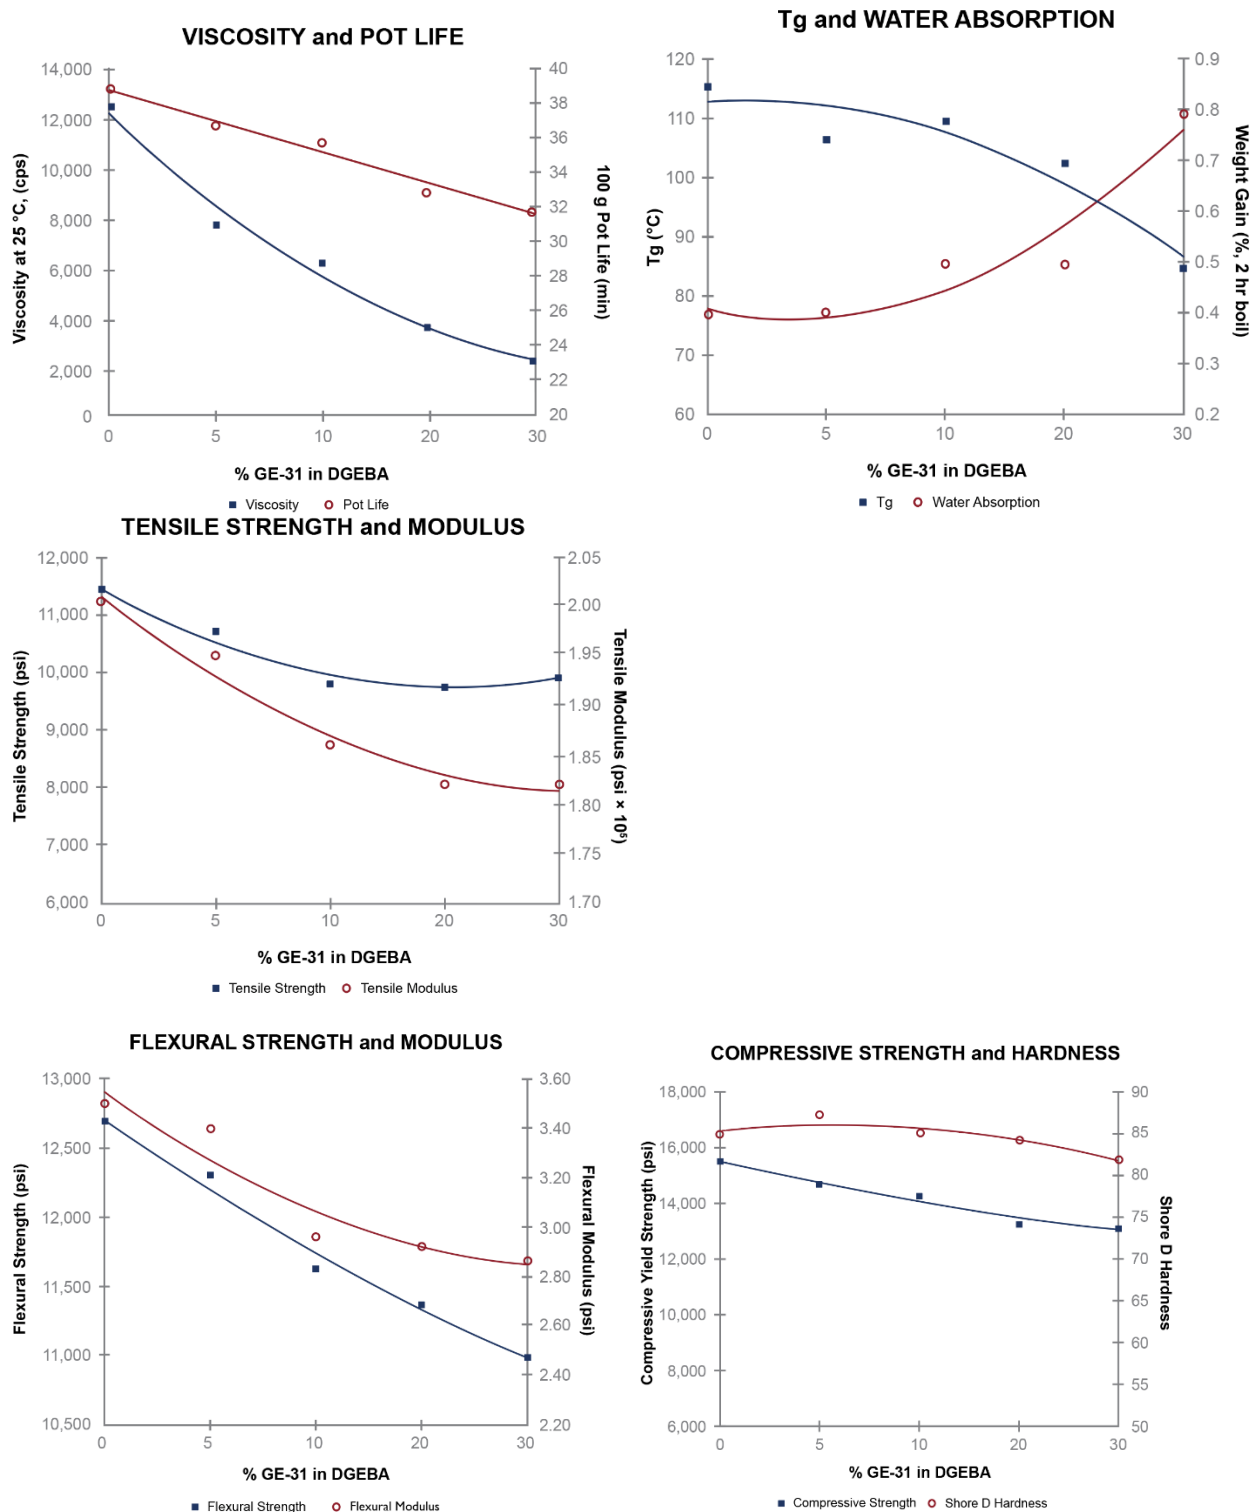 VISCOSITY and POT LIFE
14,000
12,000
10,000
8,000
6,000
4,000
2,000
0
Viscosity at 25 °C, (cps)
40
38
36
34
32
30
28
26
24
22
20
100 g Pot Life (min)
0 5 10 20 30
% GE-31 in DGEBA
Viscosity Pot Life
Tg and WATER ABSORPTION
120
110
100
90
80
70
60
Tg (°C)
0.9
0.8
0.7
0.6
0.5
0.4
0.3
0.2
Weight Gain (%, 2 hr boil)
0 5 10 20 30
% GE-31 in DGEBA
Tg Water Absorption
TENSILE STRENGTH and MODULUS
12,000
11,000
10,000
9,000
8,000
7,000
6,000
Tensile Strength (psi)
2.05
2.00
1.95
1.90
1.85
1.80
1.75
1.70
Tensile Modulus (psi × 10⁵)
0 5 10 20 30
% GE-31 in DGEBA
Tensile Strength Tensile Modulus
FLEXURAL STRENGTH and MODULUS
13,000
12,500
12,000
11,500
11,000
10,500
Flexural Strength (psi)
3.60
3.40
3.20
3.00
2.80
2.60
2.40
2.20
Flexural Modulus (psi)
0 5 10 20 30
% GE-31 in DGEBA
Flexural Strength Flexural Modulus
COMPRESSIVE STRENGTH and HARDNESS
18,000
16,000
14,000
12,000
10,000
8,000
6,000
Compressive Yield Strength (psi)
90
85
80
75
70
65
60
55
50
Shore D Hardness
0 5 10 20 30
% GE-31 in DGEBA
Compressive Strength Shore D Hardness